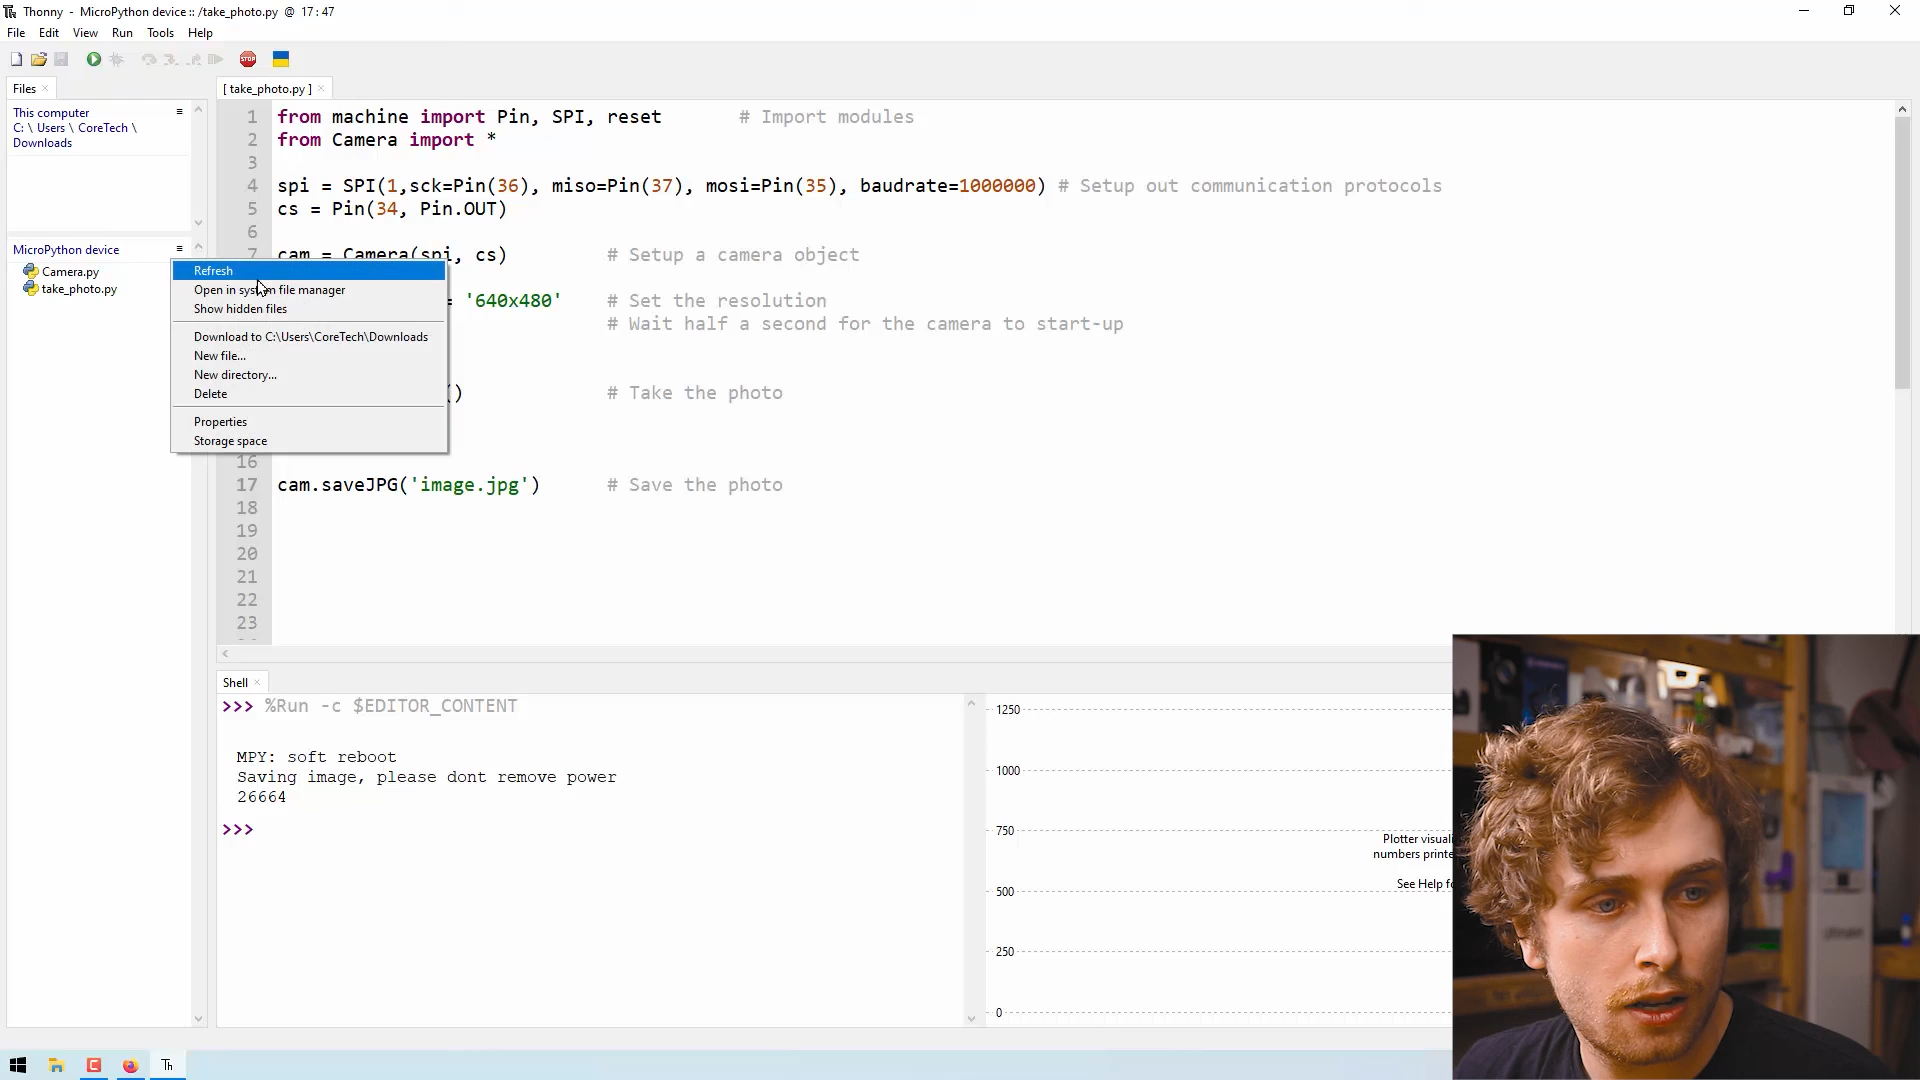 Thonny - MicroPython device :: /take_photo.py @ 17:47
File Edit View Run Tools Help
STOP
Files
This computer
C: \ Users \ CoreTech \
Downloads
MicroPython device
Camera.py
take_photo.py
Refresh
Open in system file manager
Show hidden files
Download to C:\Users\CoreTech\Downloads
New file...
New directory...
Delete
Properties
Storage space
[ take_photo.py ]
1 from machine import Pin, SPI, reset # Import modules
2 from Camera import *
3
4 spi = SPI(1,sck=Pin(36), miso=Pin(37), mosi=Pin(35), baudrate=1000000) # Setup out communication protocols
5 cs = Pin(34, Pin.OUT)
6
7 cam = Camera(spi, cs) # Setup a camera object
= '640x480' # Set the resolution
# Wait half a second for the camera to start-up
() # Take the photo
16
17 cam.saveJPG('image.jpg') # Save the photo
18
19
20
21
22
23
Shell
>>> %Run -c $EDITOR_CONTENT
MPY: soft reboot
Saving image, please dont remove power
26664
>>>
1250
1000
750
500
250
0
Plotter visuali
numbers printe
See Help fo
Th